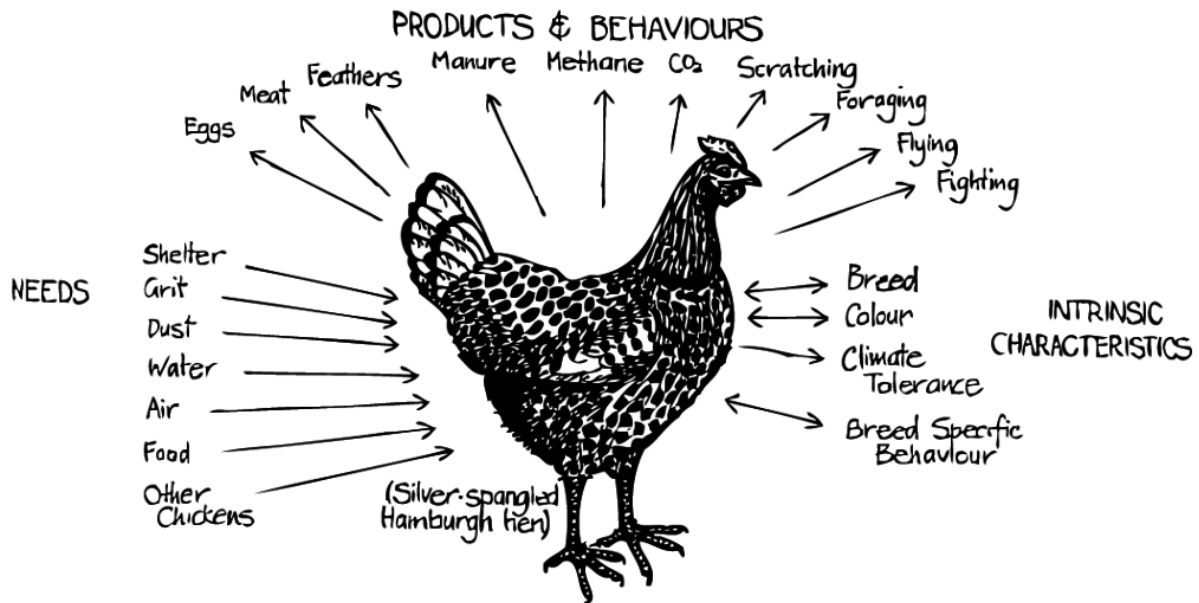 PRODUCTS & BEHAVIOURS
Eggs
Meat
Feathers
Manure
Methane
CO₂
Scratching
Foraging
Flying
Fighting
NEEDS
Shelter
Grit
Dust
Water
Air
Food
Other
Chickens
(Silver-spangled
Hamburgh hen)
INTRINSIC
CHARACTERISTICS
Breed
Colour
Climate
Tolerance
Breed Specific
Behaviour